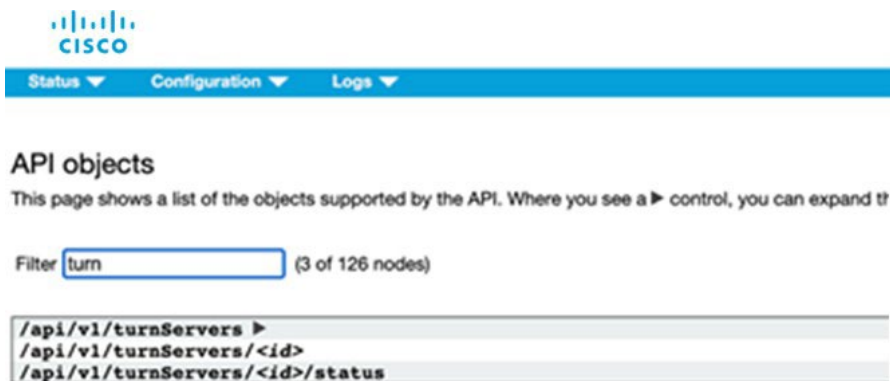 CISCO
Status Configuration Logs
API objects
This page shows a list of the objects supported by the API. Where you see a ▶ control, you can expand th
Filter turn (3 of 126 nodes)
/api/v1/turnServers ▶
/api/v1/turnServers/<id>
/api/v1/turnServers/<id>/status